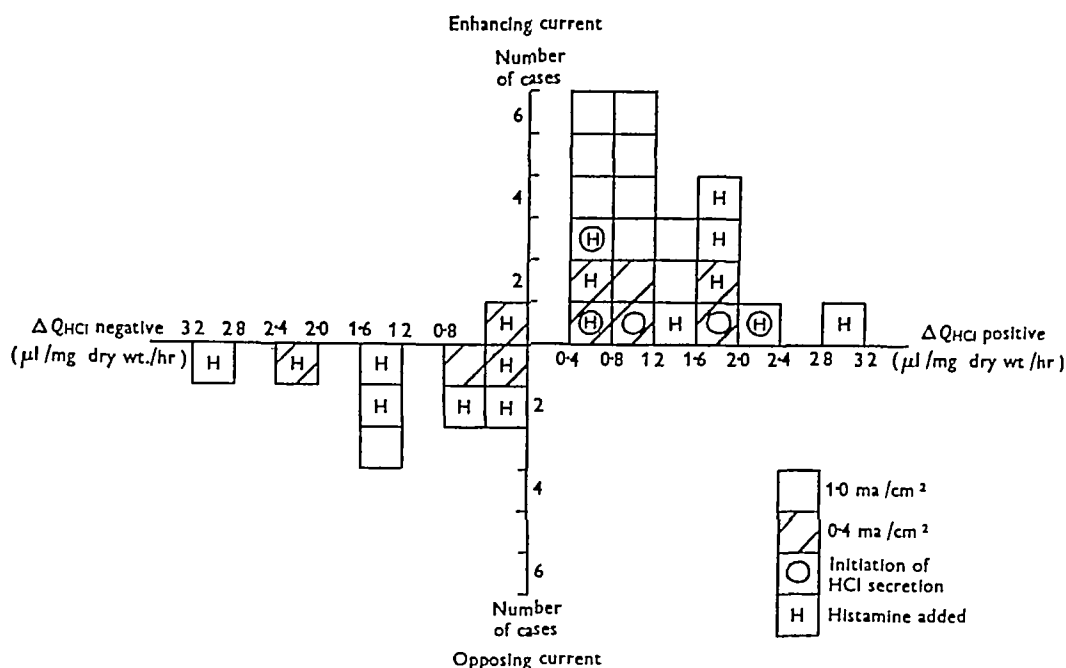 Enhancing current
Number
of cases
6
4
H
H H
2 H H
ΔQHCl negative 3·2 2·8 2·4 2·0 1·6 1·2 0·8 H H H H H ΔQHCl positive
(μl/mg dry wt./hr) H H H H 0·4 0·8 1·2 1·6 2·0 2·4 2·8 3·2 (μl/mg dry wt/hr)
H H H 2
4
1·0 ma/cm²
0·4 ma/cm²
6 Initiation of
HCl secretion
Number
of cases
H Histamine added
Opposing current